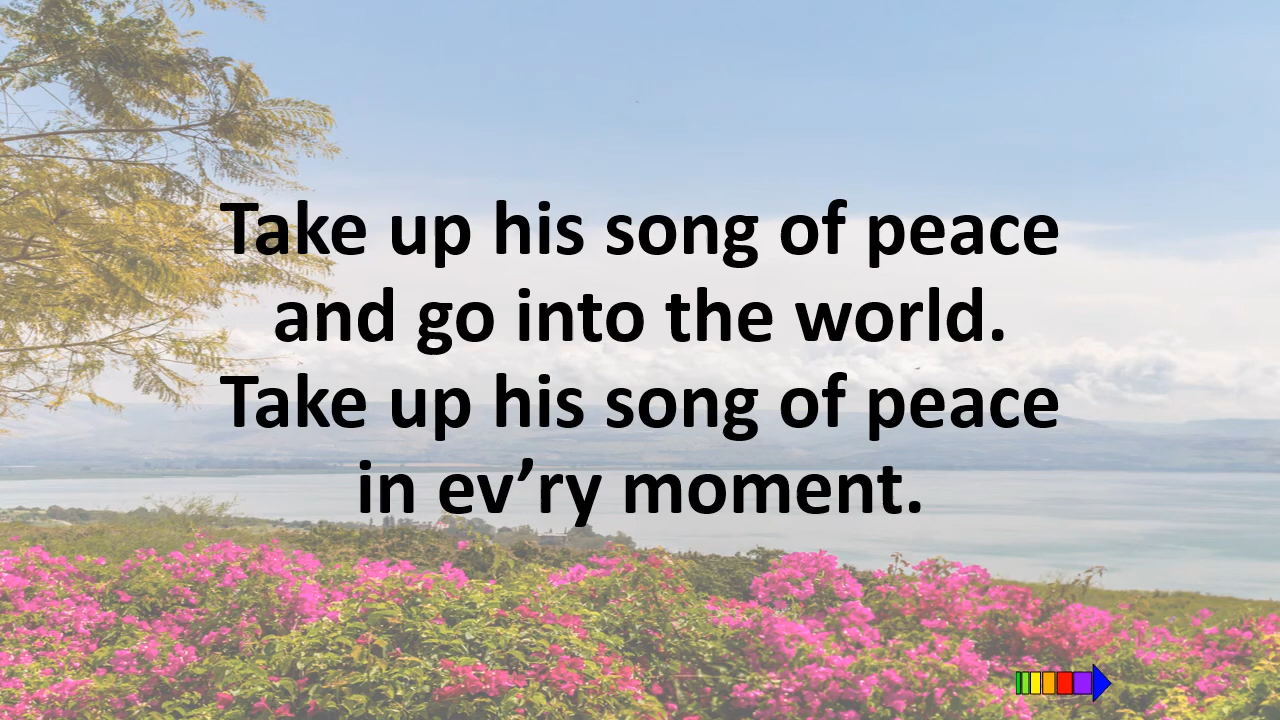 Take up his song of peace
and go into the world.
Take up his song of peace
in ev’ry moment.